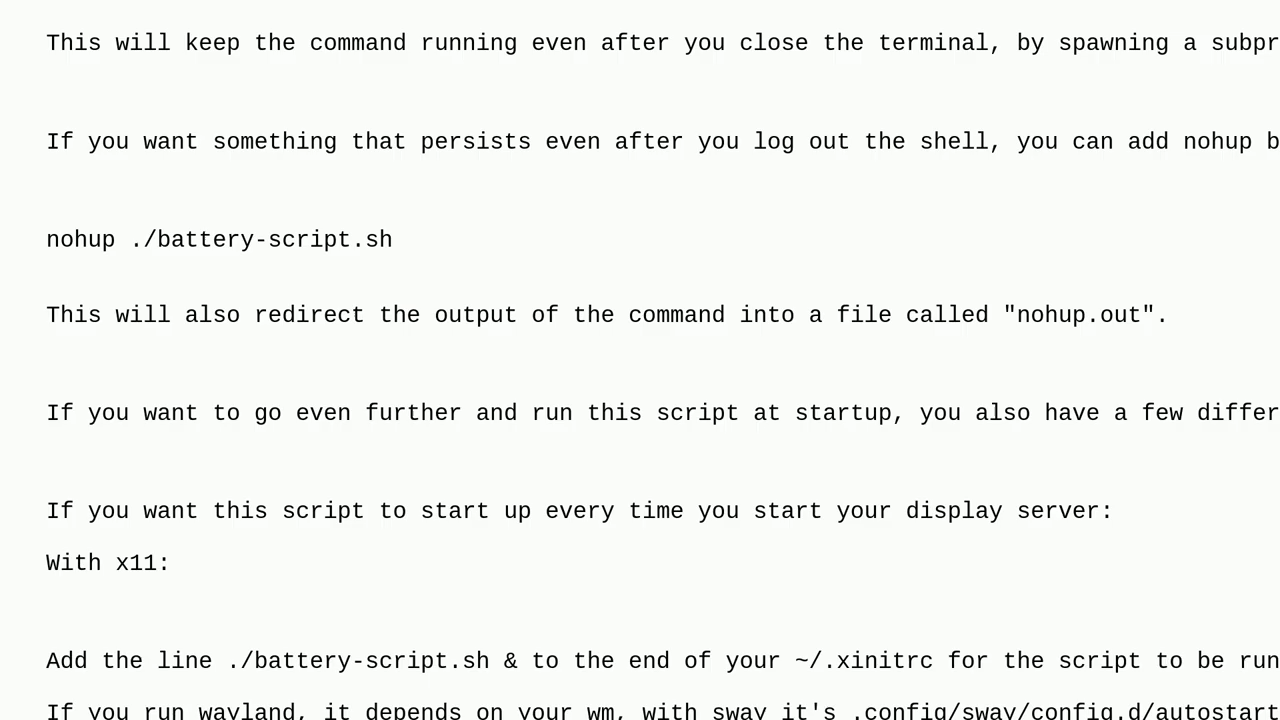 This will keep the command running even after you close the terminal, by spawning a subpr
If you want something that persists even after you log out the shell, you can add nohup b
nohup ./battery-script.sh
This will also redirect the output of the command into a file called "nohup.out".
If you want to go even further and run this script at startup, you also have a few differ
If you want this script to start up every time you start your display server:
With x11:
Add the line ./battery-script.sh & to the end of your ~/.xinitrc for the script to be run
If you run wayland, it depends on your wm, with sway it's .config/sway/config.d/autostart